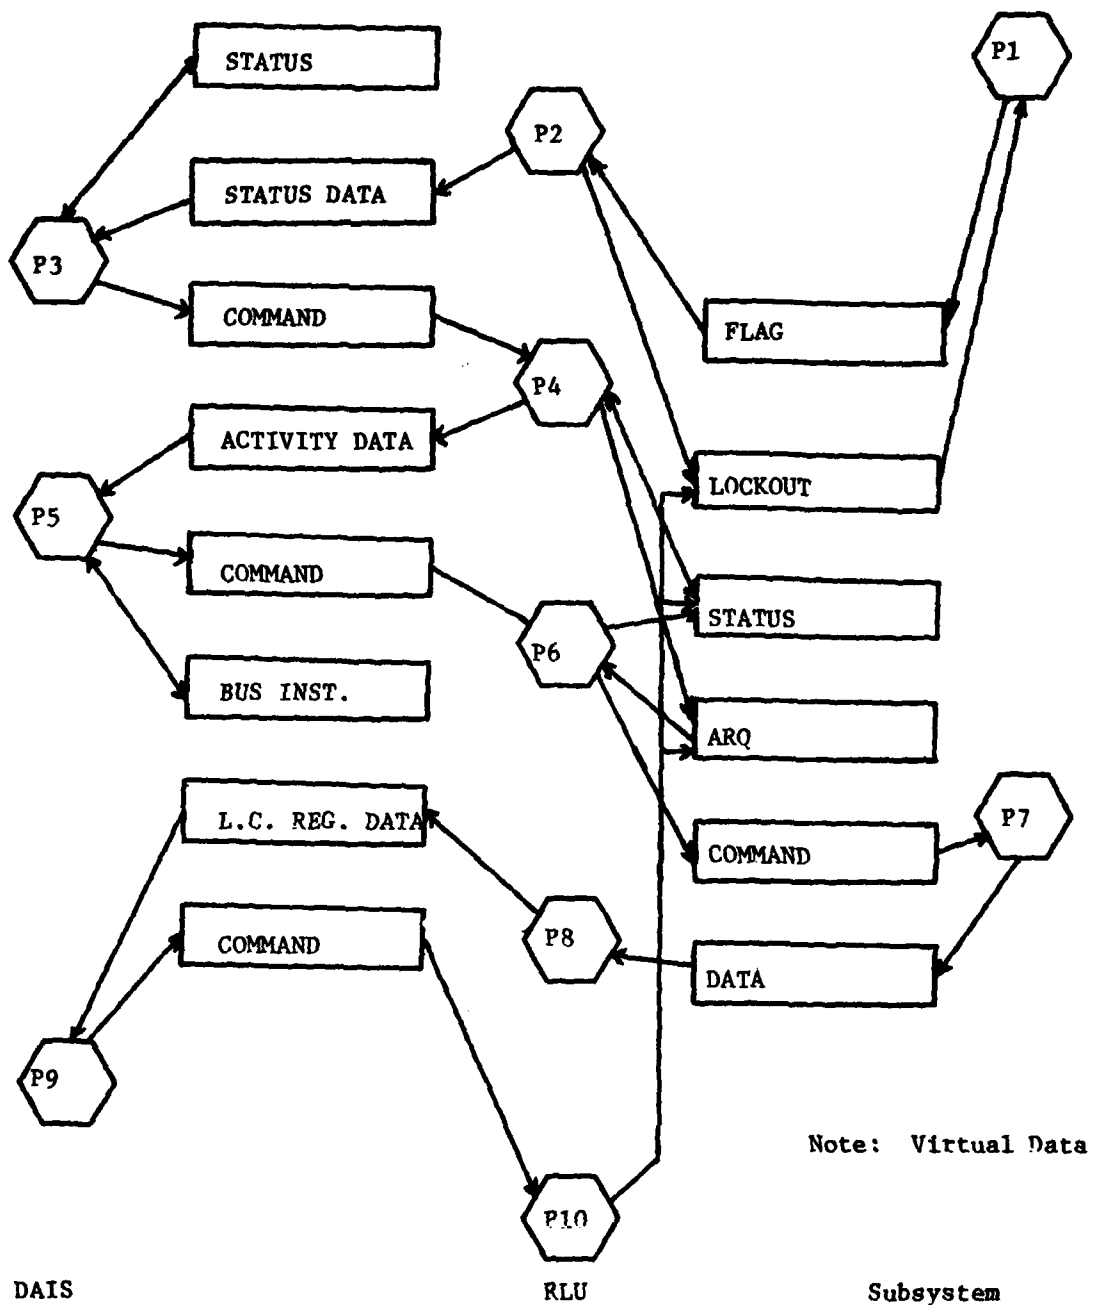 P1
STATUS
P2
STATUS DATA
P3
COMMAND
FLAG
P4
ACTIVITY DATA
LOCKOUT
P5
COMMAND
STATUS
P6
BUS INST.
ARQ
L.C. REG. DATA
P7
COMMAND
COMMAND
P8
DATA
P9
Note: Virtual Data
P10
DAIS
RLU
Subsystem